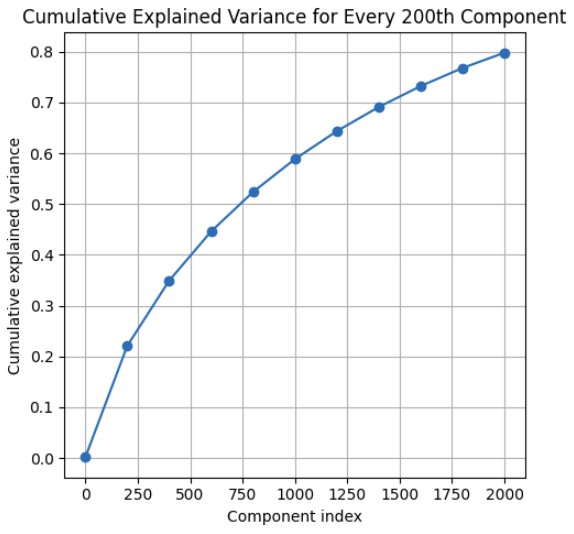 Cumulative Explained Variance for Every 200th Component
Cumulative explained variance
0.8
0.7
0.6
0.5
0.4
0.3
0.2
0.1
0.0
0 250 500 750 1000 1250 1500 1750 2000
Component index